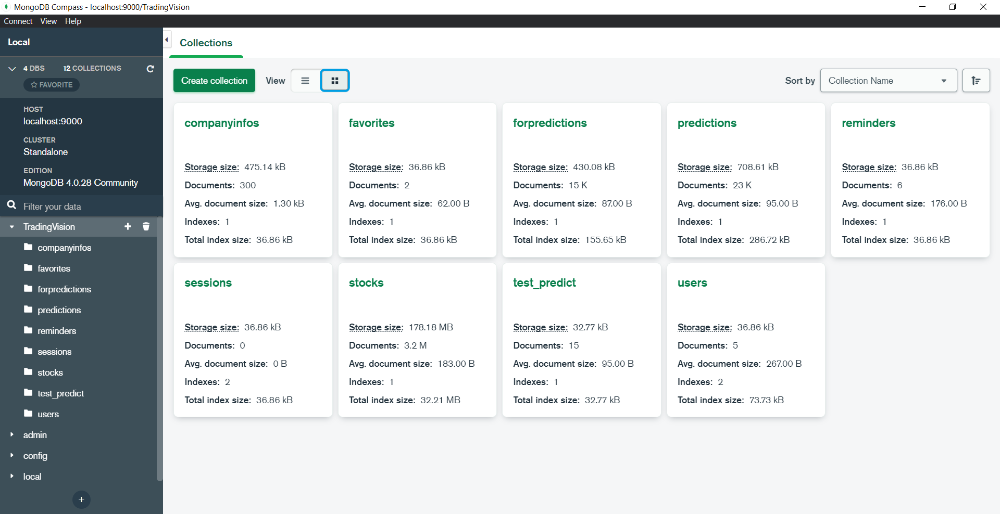 MongoDB Compass - localhost:9000/TradingVision
Connect View Help
Local
4 DBS 12 COLLECTIONS
FAVORITE
HOST
localhost:9000
CLUSTER
Standalone
EDITION
MongoDB 4.0.28 Community
Filter your data
TradingVision
companyinfos
favorites
forpredictions
predictions
reminders
sessions
stocks
test_predict
users
admin
config
local
Collections
Create collection View Sort by Collection Name
companyinfos
Storage size: 475.14 kB
Documents: 300
Avg. document size: 1.30 kB
Indexes: 1
Total index size: 36.86 kB
favorites
Storage size: 36.86 kB
Documents: 2
Avg. document size: 62.00 B
Indexes: 1
Total index size: 36.86 kB
forpredictions
Storage size: 430.08 kB
Documents: 15 K
Avg. document size: 87.00 B
Indexes: 1
Total index size: 155.65 kB
predictions
Storage size: 708.61 kB
Documents: 23 K
Avg. document size: 95.00 B
Indexes: 1
Total index size: 286.72 kB
reminders
Storage size: 36.86 kB
Documents: 6
Avg. document size: 176.00 B
Indexes: 1
Total index size: 36.86 kB
sessions
Storage size: 36.86 kB
Documents: 0
Avg. document size: 0 B
Indexes: 2
Total index size: 36.86 kB
stocks
Storage size: 178.18 MB
Documents: 3.2 M
Avg. document size: 183.00 B
Indexes: 1
Total index size: 32.21 MB
test_predict
Storage size: 32.77 kB
Documents: 15
Avg. document size: 95.00 B
Indexes: 1
Total index size: 32.77 kB
users
Storage size: 36.86 kB
Documents: 5
Avg. document size: 267.00 B
Indexes: 2
Total index size: 73.73 kB